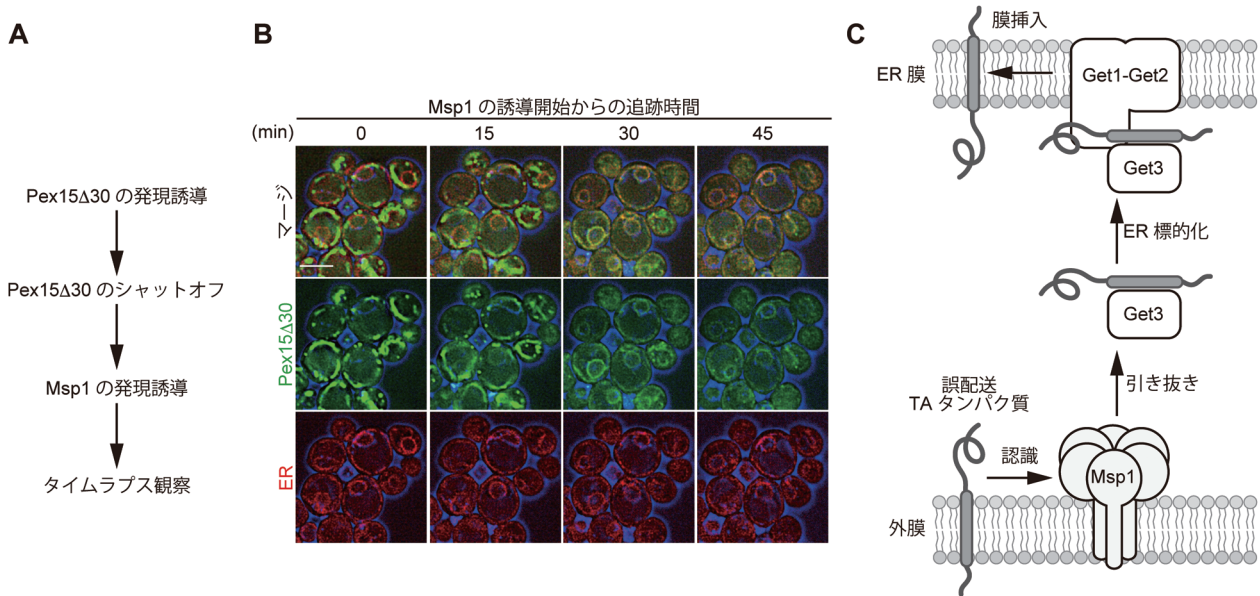 A
Pex15Δ30 の発現誘導
Pex15Δ30 のシャットオフ
Msp1 の発現誘導
タイムラプス観察
B
Msp1 の誘導開始からの追跡時間
(min) 0 15 30 45
マージ
Pex15Δ30
ER
C
膜挿入
ER 膜
Get1-Get2
Get3
ER 標的化
Get3
引き抜き
誤配送
TA タンパク質
認識
Msp1
外膜